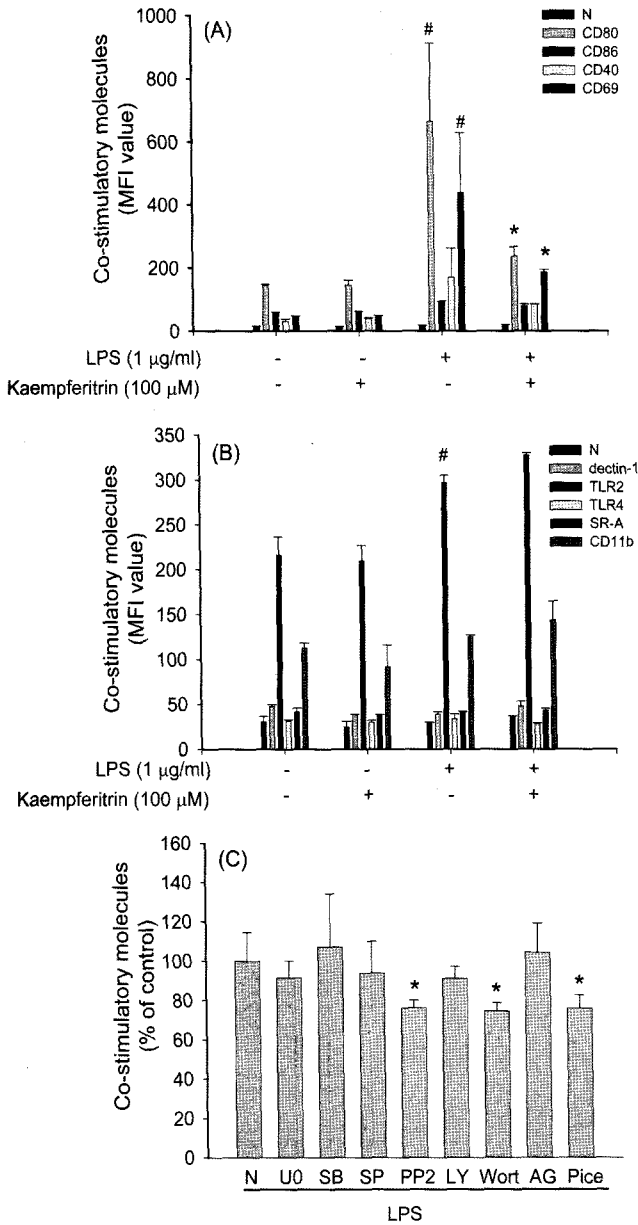 (A)
1000
800
600
400
200
0
Co-stimulatory molecules
(MFI value)
N
CD80
CD86
CD40
CD69
#
#
*
*
LPS (1 μg/ml) - - + +
Kaempferitrin (100 μM) - + - +
(B)
350
300
250
200
150
100
50
0
Co-stimulatory molecules
(MFI value)
N
dectin-1
TLR2
TLR4
SR-A
CD11b
#
LPS (1 μg/ml) - - + +
Kaempferitrin (100 μM) - + - +
(C)
160
140
120
100
80
60
40
20
0
Co-stimulatory molecules
(% of control)
* * *
N U0 SB SP PP2 LY Wort AG Pice
LPS